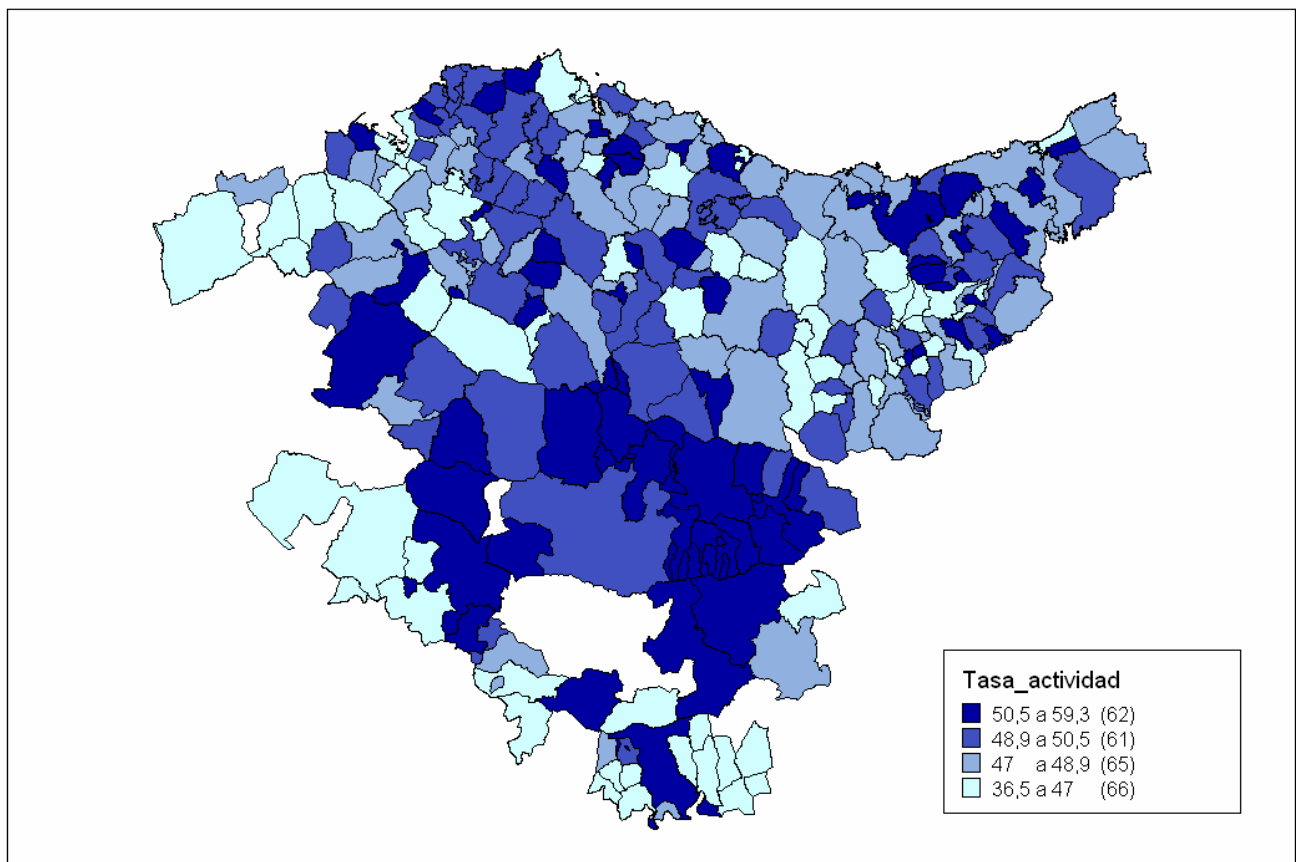 Tasa_actividad
50,5 a 59,3 (62)
48,9 a 50,5 (61)
47 a 48,9 (65)
36,5 a 47 (66)